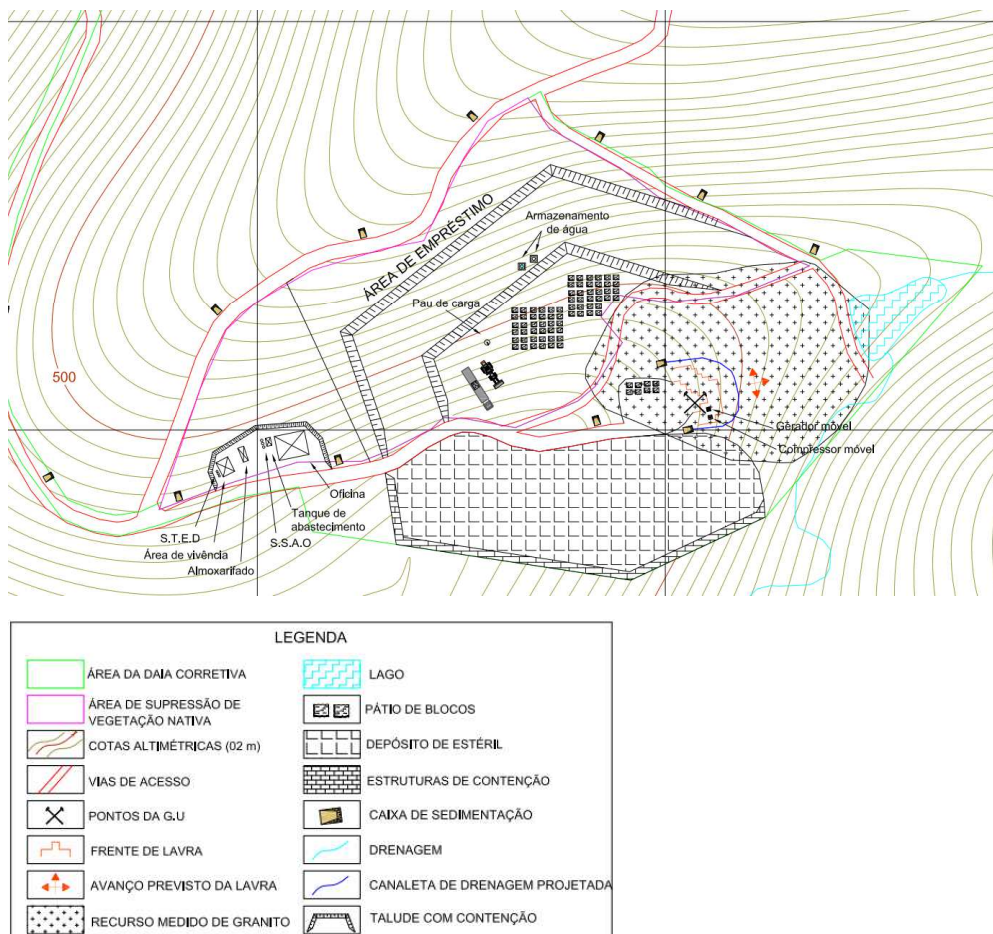 ÁREA DE EMPRÉSTIMO
Armazenamento
de água
Pau de carga
500
Gerador móvel
Compressor móvel
Oficina
Tanque de
abastecimento
S.T.E.D
S.S.A.O
Área de vivência
Almoxarifado
LEGENDA
ÁREA DA DAIA CORRETIVA
LAGO
ÁREA DE SUPRESSÃO DE
VEGETAÇÃO NATIVA
PÁTIO DE BLOCOS
COTAS ALTIMÉTRICAS (02 m)
DEPÓSITO DE ESTÉRIL
VIAS DE ACESSO
ESTRUTURAS DE CONTENÇÃO
PONTOS DA G.U
CAIXA DE SEDIMENTAÇÃO
FRENTE DE LAVRA
DRENAGEM
AVANÇO PREVISTO DA LAVRA
CANALETA DE DRENAGEM PROJETADA
RECURSO MEDIDO DE GRANITO
TALUDE COM CONTENÇÃO